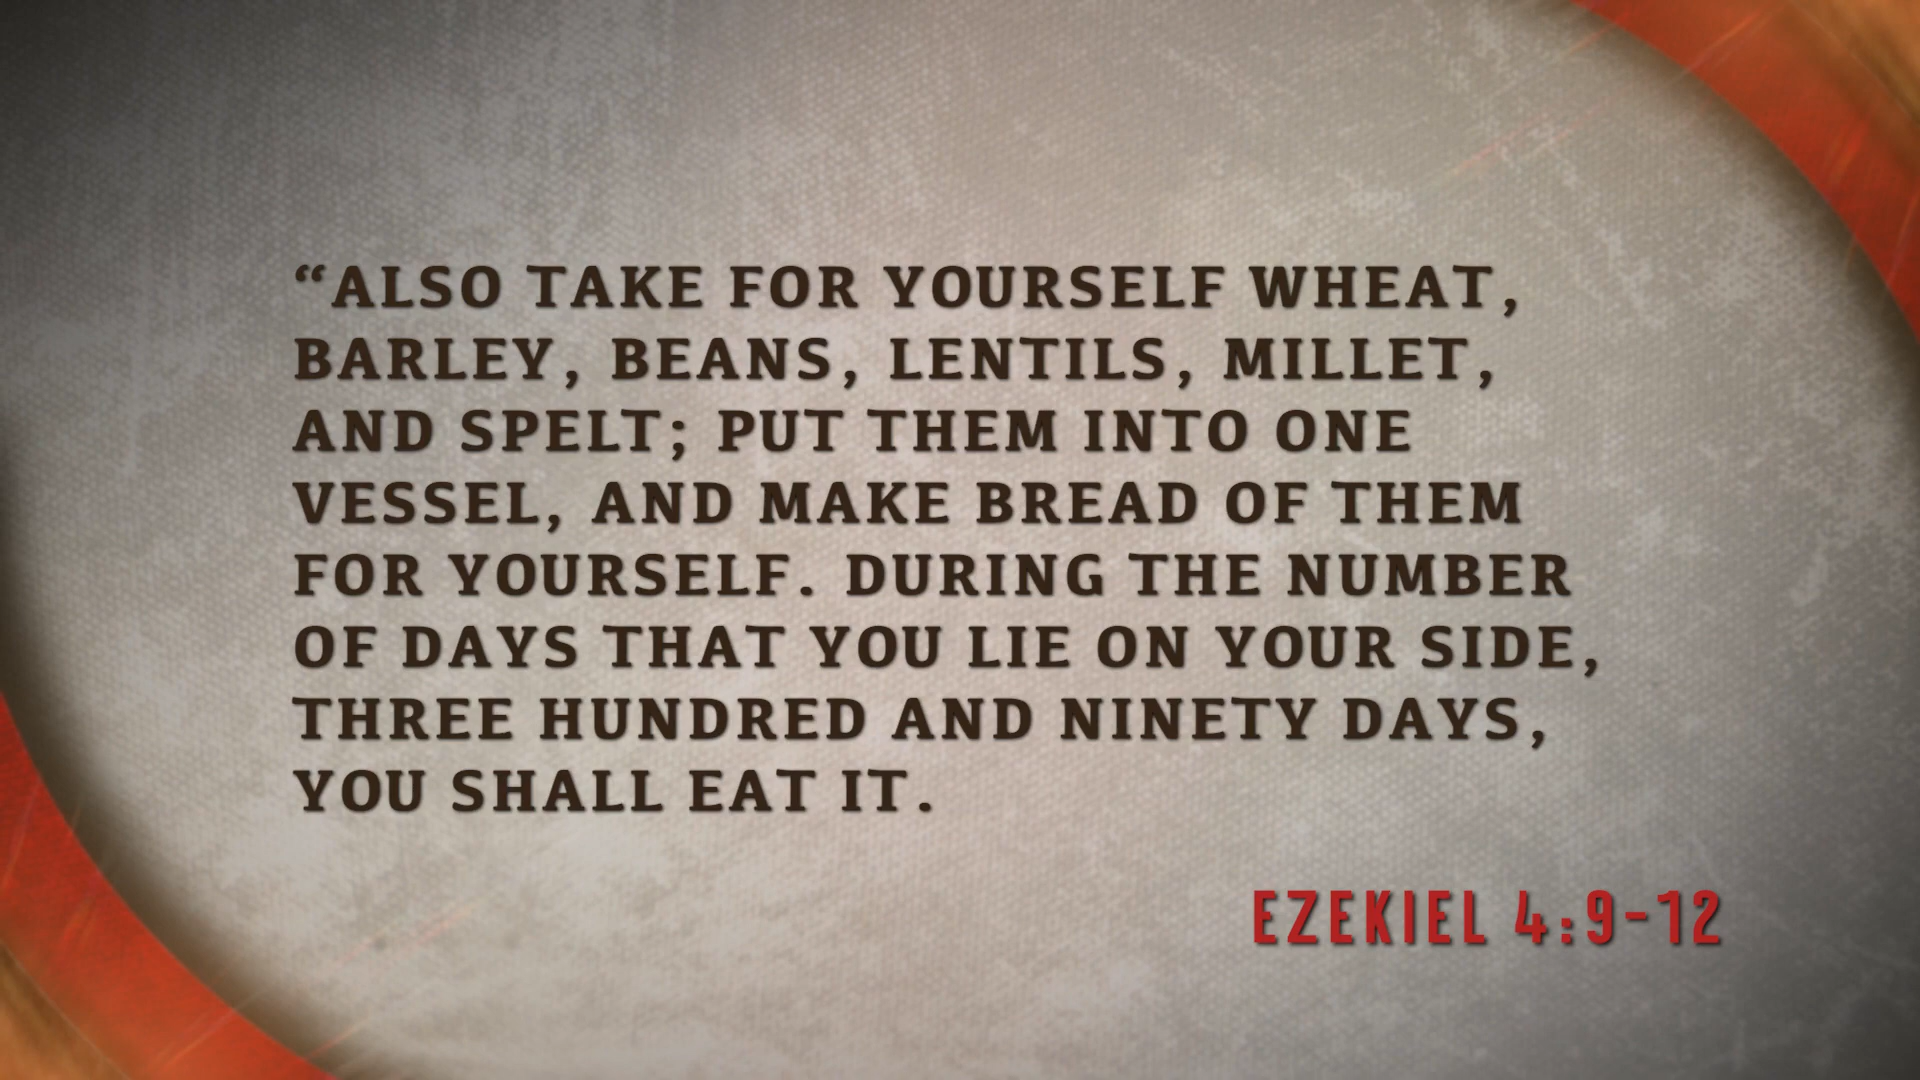 “ALSO TAKE FOR YOURSELF WHEAT,
BARLEY, BEANS, LENTILS, MILLET,
AND SPELT; PUT THEM INTO ONE
VESSEL, AND MAKE BREAD OF THEM
FOR YOURSELF. DURING THE NUMBER
OF DAYS THAT YOU LIE ON YOUR SIDE,
THREE HUNDRED AND NINETY DAYS,
YOU SHALL EAT IT.
EZEKIEL 4:9-12